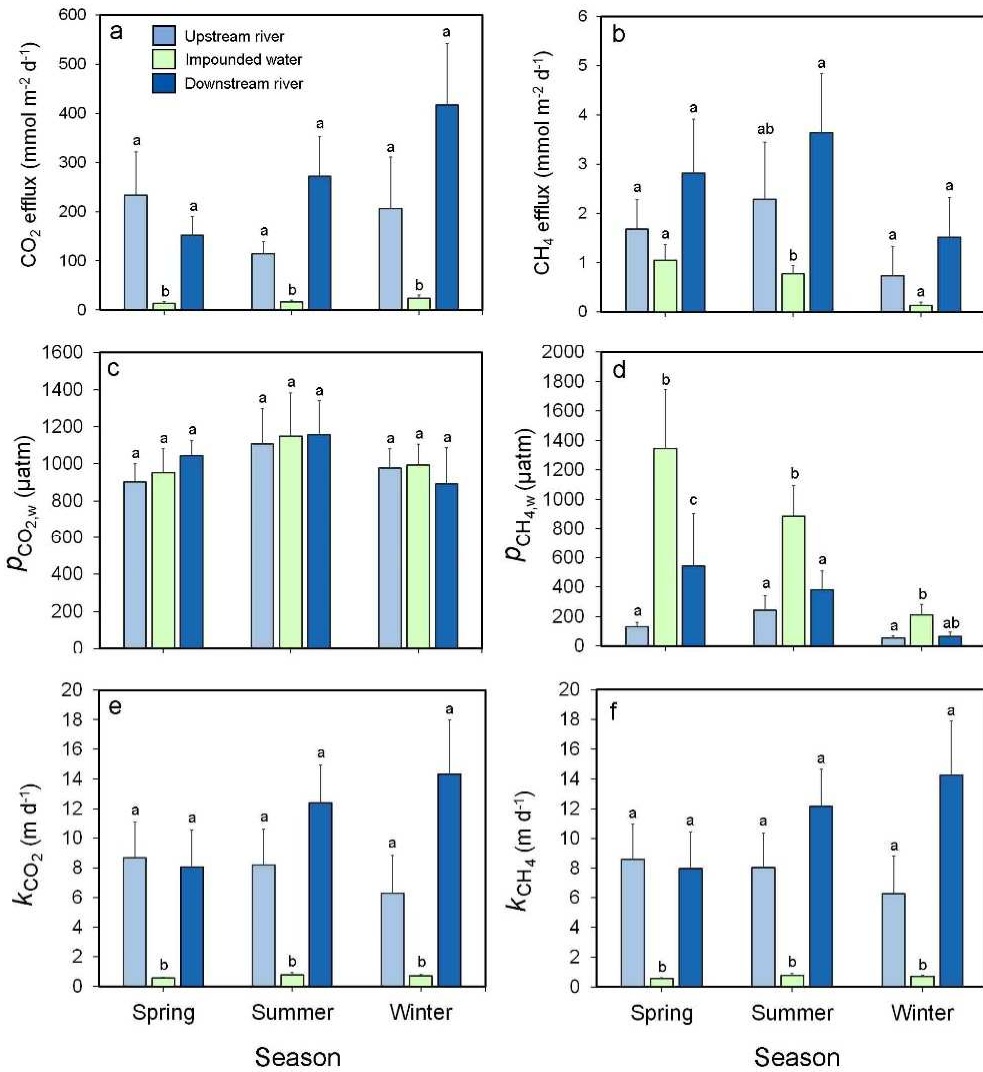 a
Upstream river
Impounded water
Downstream river
CO2 efflux (mmol m-2 d-1)
600
500
400
300
200
100
0
a b a
a b a
a b a
b
CH4 efflux (mmol m-2 d-1)
6
5
4
3
2
1
0
a a a
ab b a
a a a
c
pCO2,w (µatm)
1600
1400
1200
1000
800
600
400
200
0
a a a
a a a
a a a
d
pCH4,w (µatm)
2000
1800
1600
1400
1200
1000
800
600
400
200
0
a b c
a b a
a b ab
e
kCO2 (m d-1)
20
18
16
14
12
10
8
6
4
2
0
a b a
a b a
a b a
Spring Summer Winter
Season
f
kCH4 (m d-1)
20
18
16
14
12
10
8
6
4
2
0
a b a
a b a
a b a
Spring Summer Winter
Season